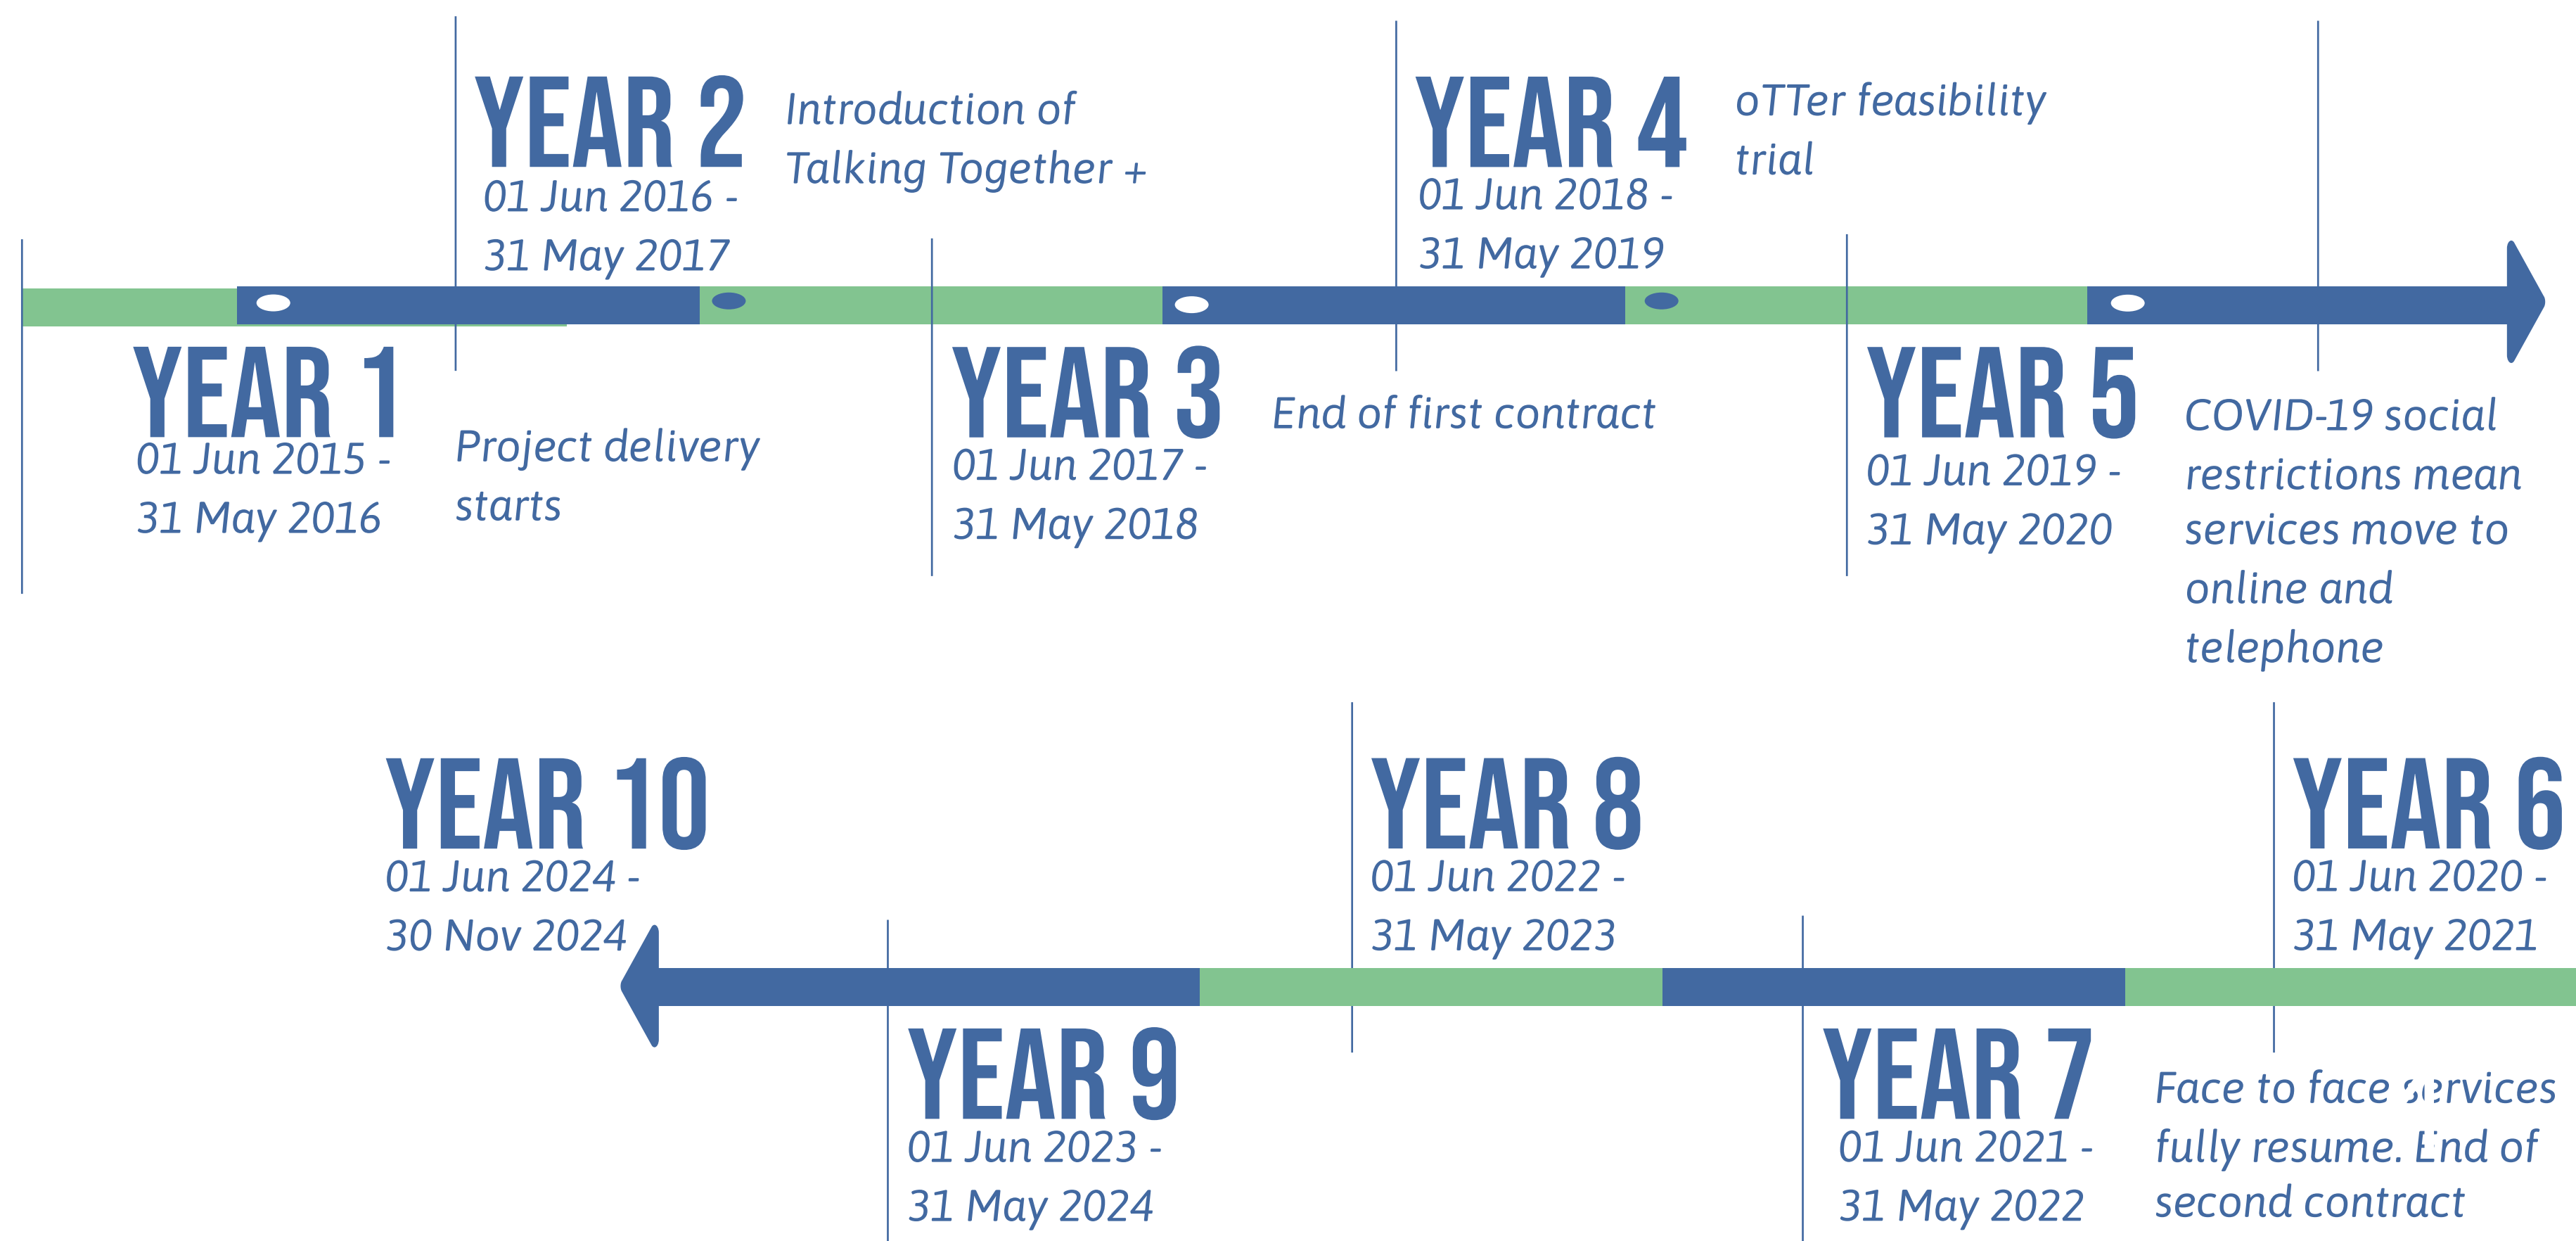 YEAR 1
01 Jun 2015 -
31 May 2016
Project delivery
starts
YEAR 2
01 Jun 2016 -
31 May 2017
Introduction of
Talking Together +
YEAR 3
01 Jun 2017 -
31 May 2018
End of first contract
YEAR 4
01 Jun 2018 -
31 May 2019
oTTer feasibility
trial
YEAR 5
01 Jun 2019 -
31 May 2020
COVID-19 social
restrictions mean
services move to
online and
telephone
YEAR 6
01 Jun 2020 -
31 May 2021
YEAR 7
01 Jun 2021 -
31 May 2022
Face to face services
fully resume. End of
second contract
YEAR 8
01 Jun 2022 -
31 May 2023
YEAR 9
01 Jun 2023 -
31 May 2024
YEAR 10
01 Jun 2024 -
30 Nov 2024